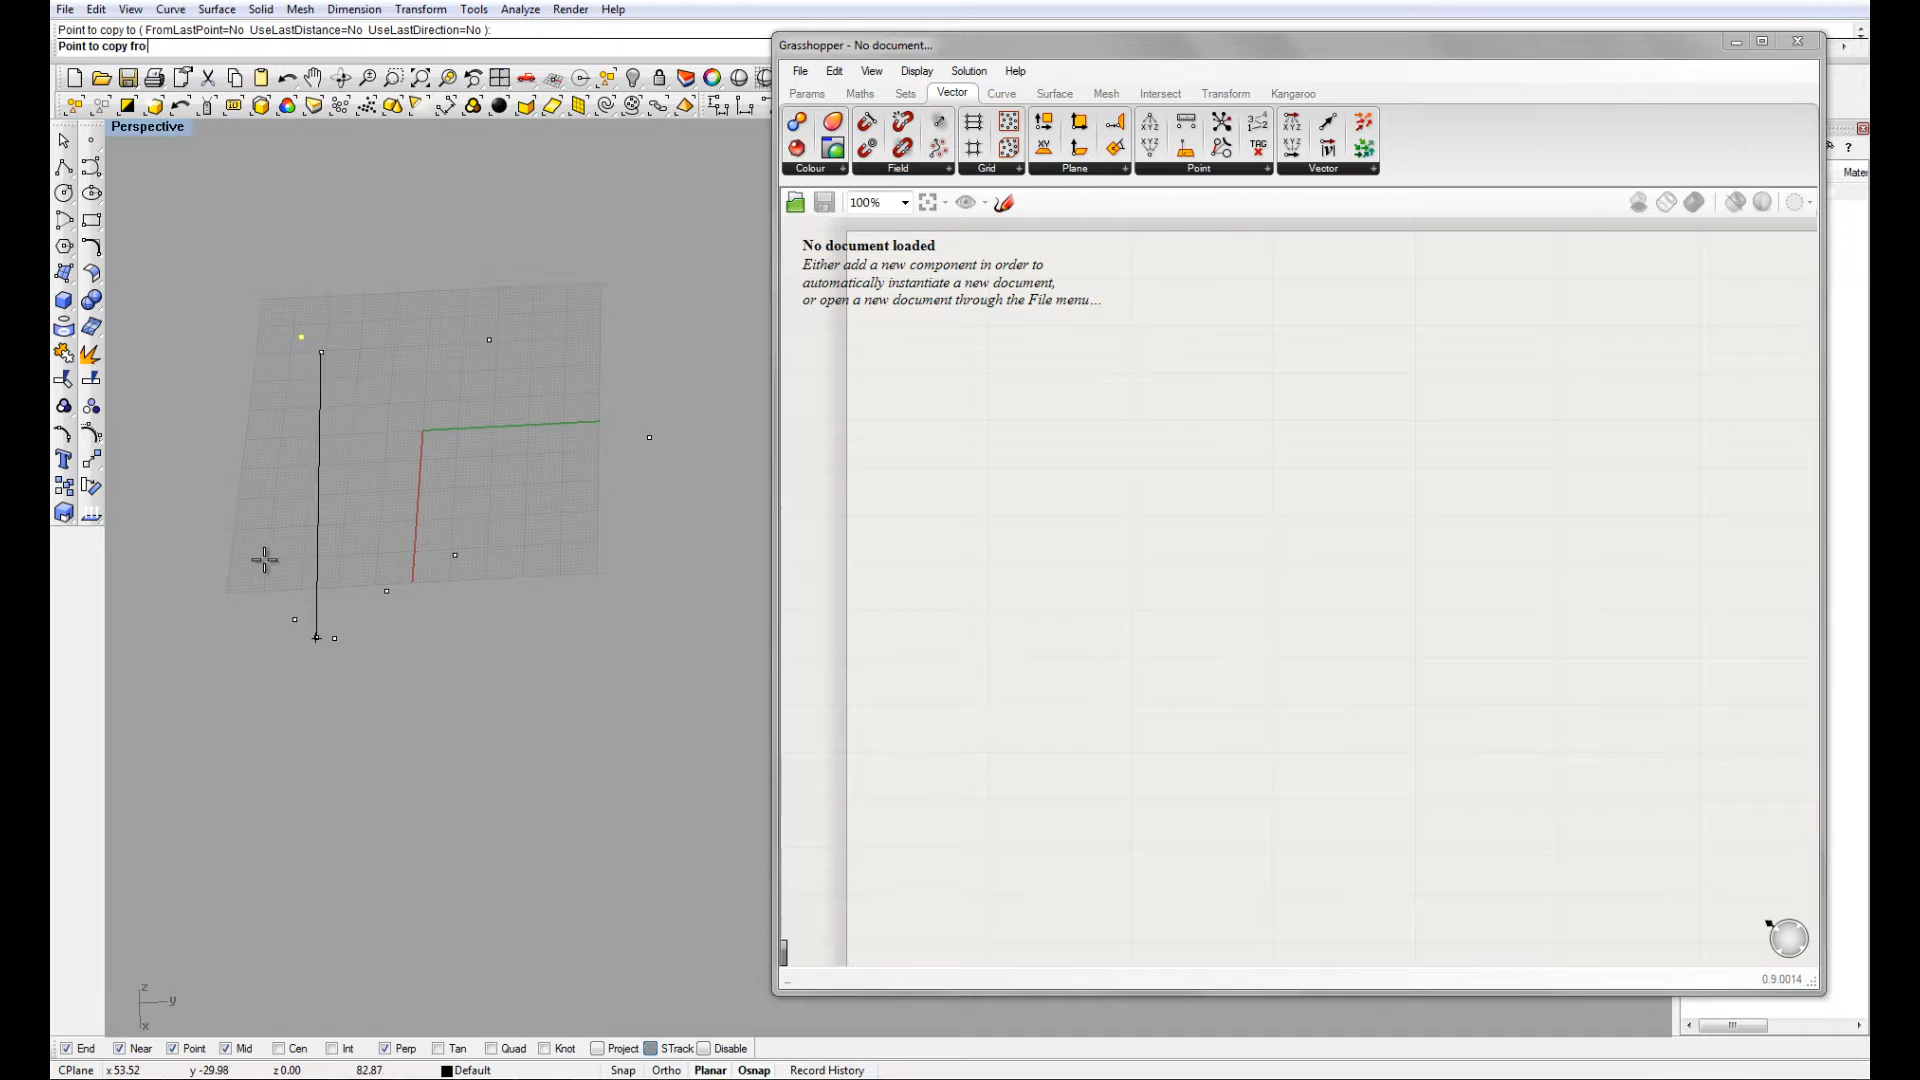 File Edit View Curve Surface Solid Mesh Dimension Transform Tools Analyze Render Help
Point to copy to ( FromLastPoint=No UseLastDistance=No UseLastDirection=No ):
Point to copy fro
Perspective
Grasshopper - No document...
File Edit View Display Solution Help
Params Maths Sets Vector Curve Surface Mesh Intersect Transform Kangaroo
Colour Field Grid Plane Point Vector
100%
No document loaded
Either add a new component in order to
automatically instantiate a new document,
or open a new document through the File menu...
0.9.0014
Mate
z
y
x
End Near Point Mid Cen Int Perp Tan Quad Knot Project STrack Disable
CPlane x 53.52 y -29.98 z 0.00 82.87 Default Snap Ortho Planar Osnap Record History